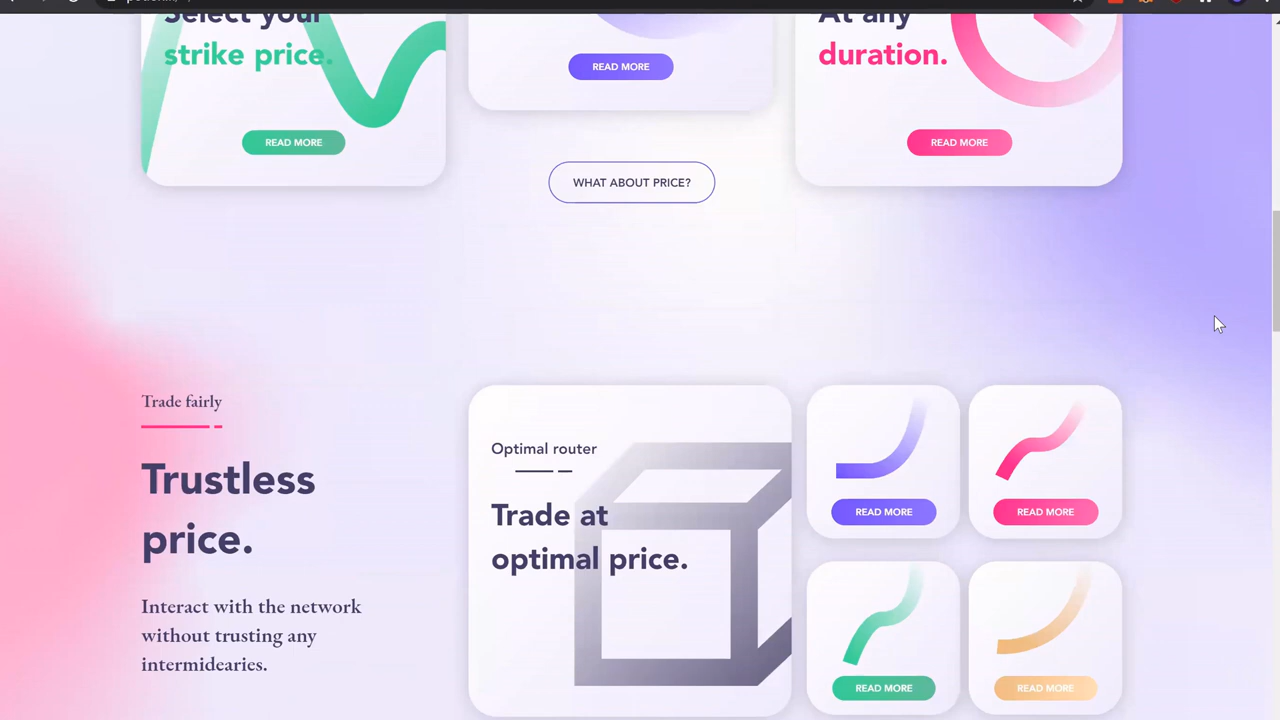 Select your
strike price.
READ MORE
READ MORE
At any
duration.
READ MORE
WHAT ABOUT PRICE?
Trade fairly
Trustless
price.
Interact with the network
without trusting any
intermidearies.
Optimal router
Trade at
optimal price.
READ MORE
READ MORE
READ MORE
READ MORE